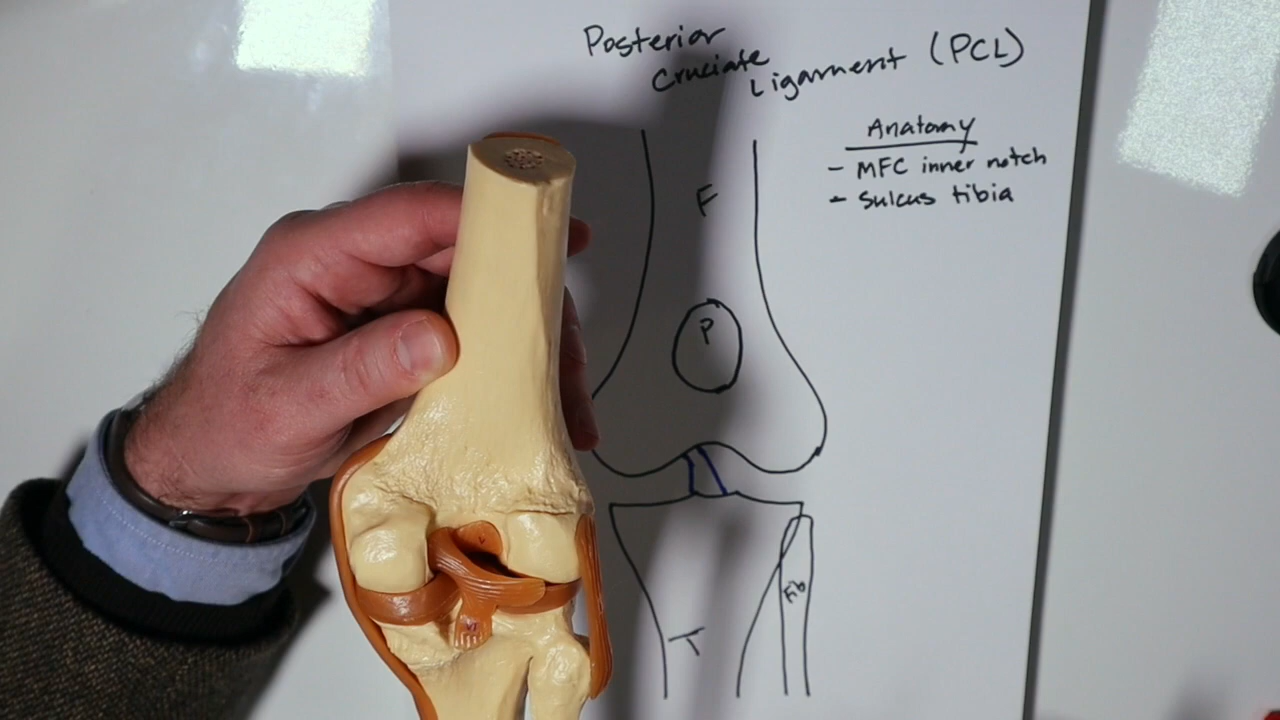 Posterior
Cruciate
Ligament (PCL)
Anatomy
- MFC inner notch
- Sulcus tibia
F
P
Fib
T